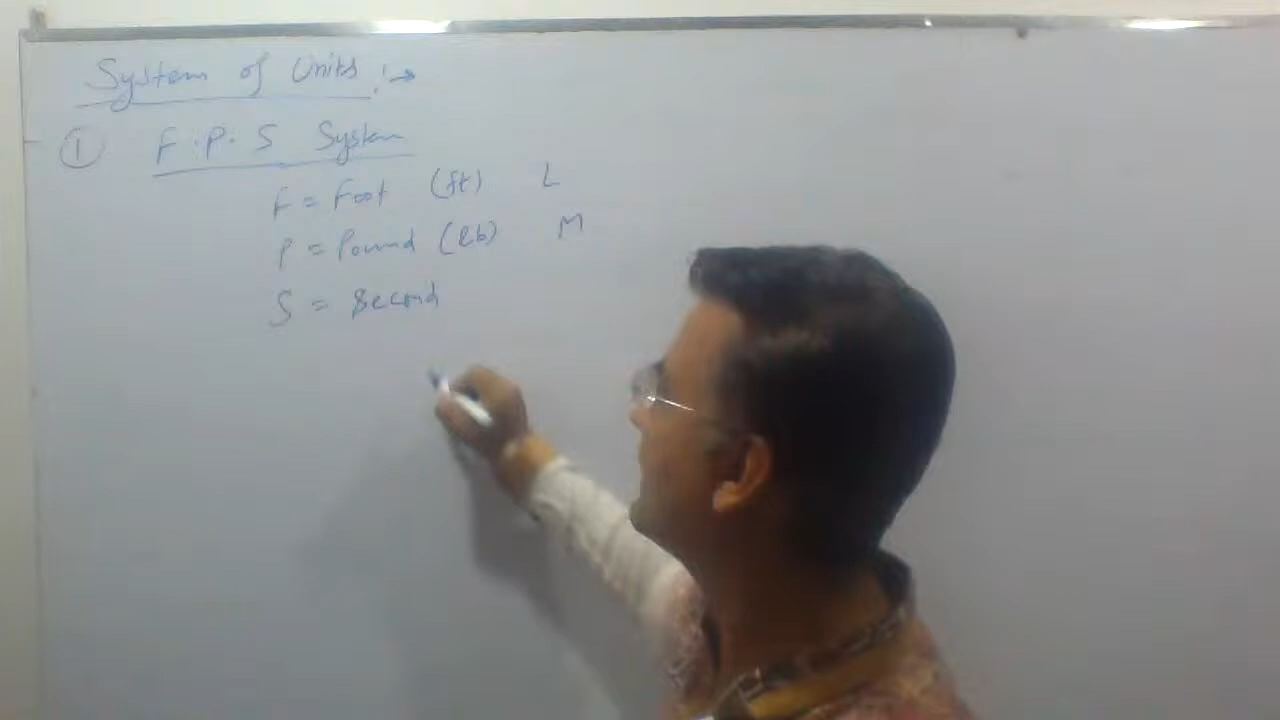 System of Units :→
① F.P.S System
F = Foot (ft) L
P = Pound (lb) M
S = Second